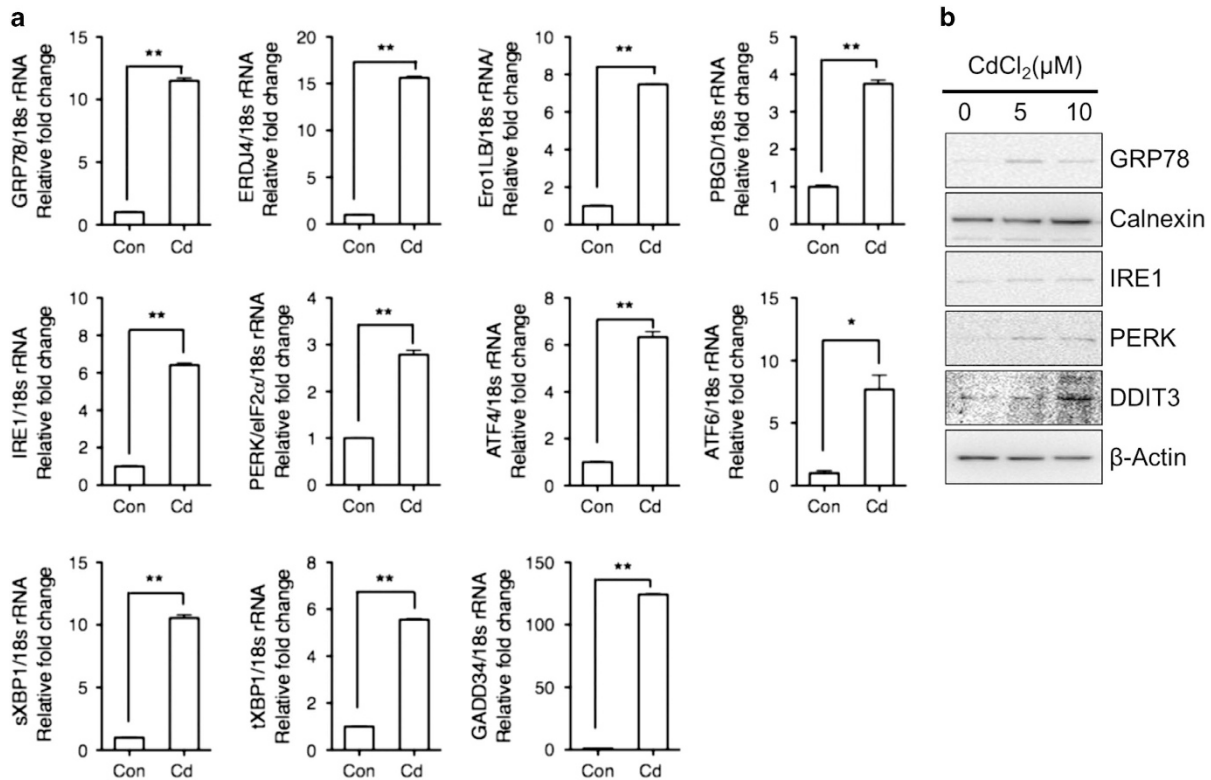 a
GRP78/18s rRNA
Relative fold change
15
10
5
0
**
Con Cd
ERDJ4/18s rRNA
Relative fold change
20
15
10
5
0
**
Con Cd
Ero1LB/18s rRNA/
Relative fold change
10
8
6
4
2
0
**
Con Cd
PBGD/18s rRNA
Relative fold change
5
4
3
2
1
0
**
Con Cd
IRE1/18s rRNA
Relative fold change
10
8
6
4
2
0
**
Con Cd
PERK/eIF2α/18s rRNA
Relative fold change
4
3
2
1
0
**
Con Cd
ATF4/18s rRNA
Relative fold change
8
6
4
2
0
**
Con Cd
ATF6/18s rRNA
Relative fold change
15
10
5
0
*
Con Cd
sXBP1/18s rRNA
Relative fold change
15
10
5
0
**
Con Cd
tXBP1/18s rRNA
Relative fold change
8
6
4
2
0
**
Con Cd
GADD34/18s rRNA
Relative fold change
150
100
50
0
**
Con Cd
b
CdCl₂(μM)
0 5 10
GRP78
Calnexin
IRE1
PERK
DDIT3
β-Actin